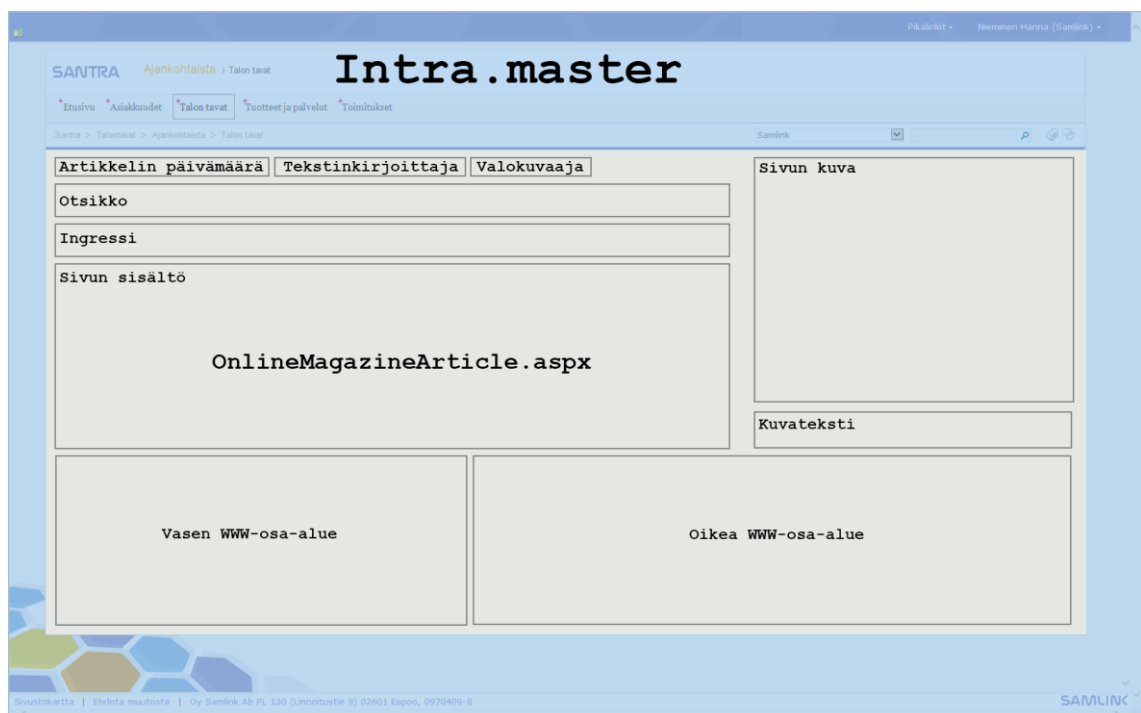 Pikalinkit Nieminen Hanna (Samlink)
SANTRA Ajankohtaista › Talon tavat Intra.master
Etusivu Asiakkuudet Talon tavat Tuotteet ja palvelut Toimitukset
Santra > Talontavat > Ajankohtaista > Talon tavat Samlink
Artikkelin päivämäärä Tekstinkirjoittaja Valokuvaaja
Sivun kuva
Otsikko
Ingressi
Sivun sisältö
OnlineMagazineArticle.aspx
Kuvateksti
Vasen WWW-osa-alue
Oikea WWW-osa-alue
Sivustokartta | Ehdota muutosta | Oy Samlink Ab PL 130 (Linnoitustie 9) 02601 Espoo, 0970409-8
SAMLINK